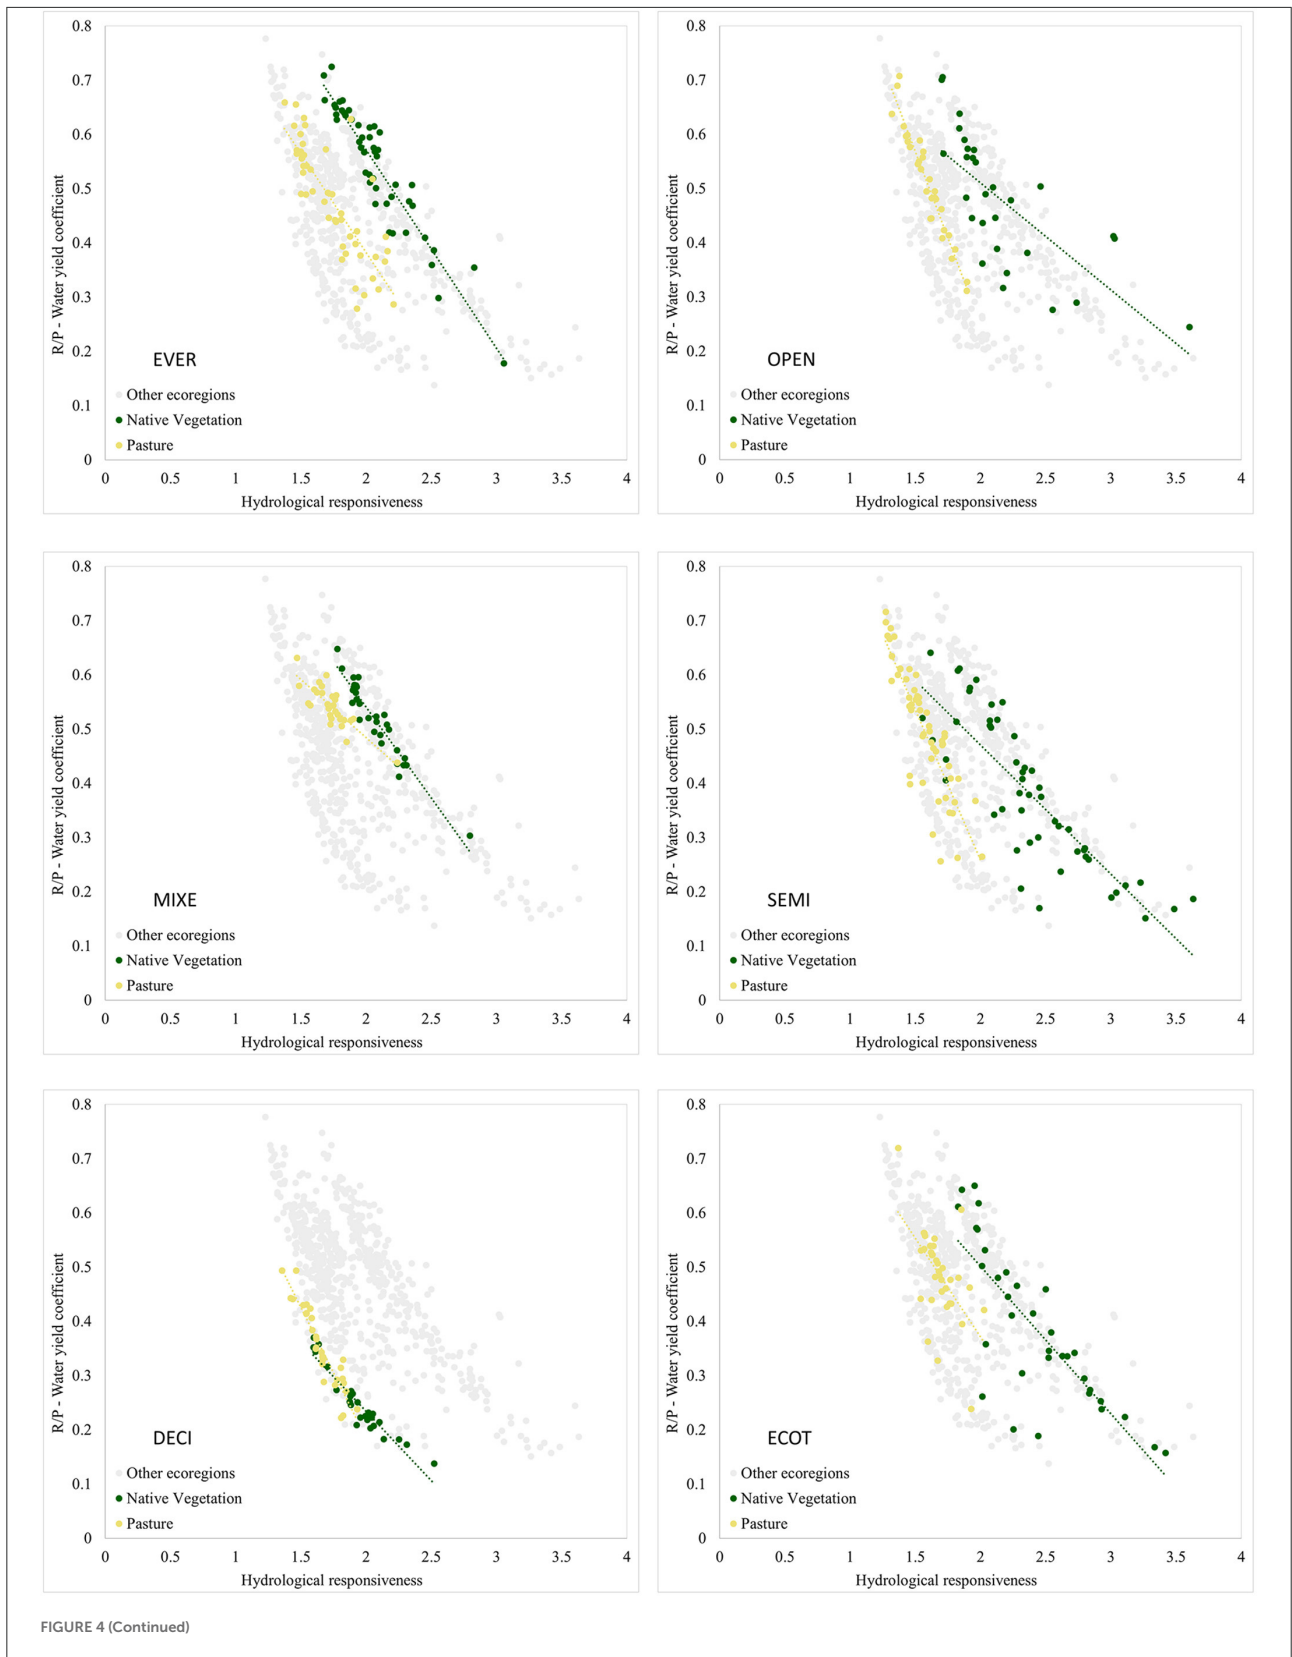 0.8
0.7
0.6
0.5
0.4
0.3
0.2
0.1
0
R/P - Water yield coefficient
EVER
Other ecoregions
Native Vegetation
Pasture
0 0.5 1 1.5 2 2.5 3 3.5 4
Hydrological responsiveness
0.8
0.7
0.6
0.5
0.4
0.3
0.2
0.1
0
R/P - Water yield coefficient
OPEN
Other ecoregions
Native Vegetation
Pasture
0 0.5 1 1.5 2 2.5 3 3.5 4
Hydrological responsiveness
0.8
0.7
0.6
0.5
0.4
0.3
0.2
0.1
0
R/P - Water yield coefficient
MIXE
Other ecoregions
Native Vegetation
Pasture
0 0.5 1 1.5 2 2.5 3 3.5 4
Hydrological responsiveness
0.8
0.7
0.6
0.5
0.4
0.3
0.2
0.1
0
R/P - Water yield coefficient
SEMI
Other ecoregions
Native Vegetation
Pasture
0 0.5 1 1.5 2 2.5 3 3.5 4
Hydrological responsiveness
0.8
0.7
0.6
0.5
0.4
0.3
0.2
0.1
0
R/P - Water yield coefficient
DECI
Other ecoregions
Native Vegetation
Pasture
0 0.5 1 1.5 2 2.5 3 3.5 4
Hydrological responsiveness
0.8
0.7
0.6
0.5
0.4
0.3
0.2
0.1
0
R/P - Water yield coefficient
ECOT
Other ecoregions
Native Vegetation
Pasture
0 0.5 1 1.5 2 2.5 3 3.5 4
Hydrological responsiveness
FIGURE 4 (Continued)